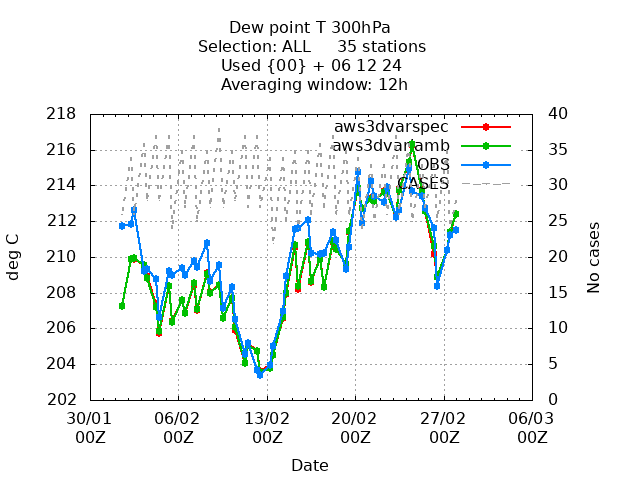 Dew point T 300hPa
Selection: ALL 35 stations
Used {00} + 06 12 24
Averaging window: 12h
aws3dvarspec
aws3dvaramb
OBS
CASES
deg C
218
216
214
212
210
208
206
204
202
40
35
30
25
20
15
10
5
0
No cases
30/01 06/02 13/02 20/02 27/02 06/03
00Z 00Z 00Z 00Z 00Z 00Z
Date